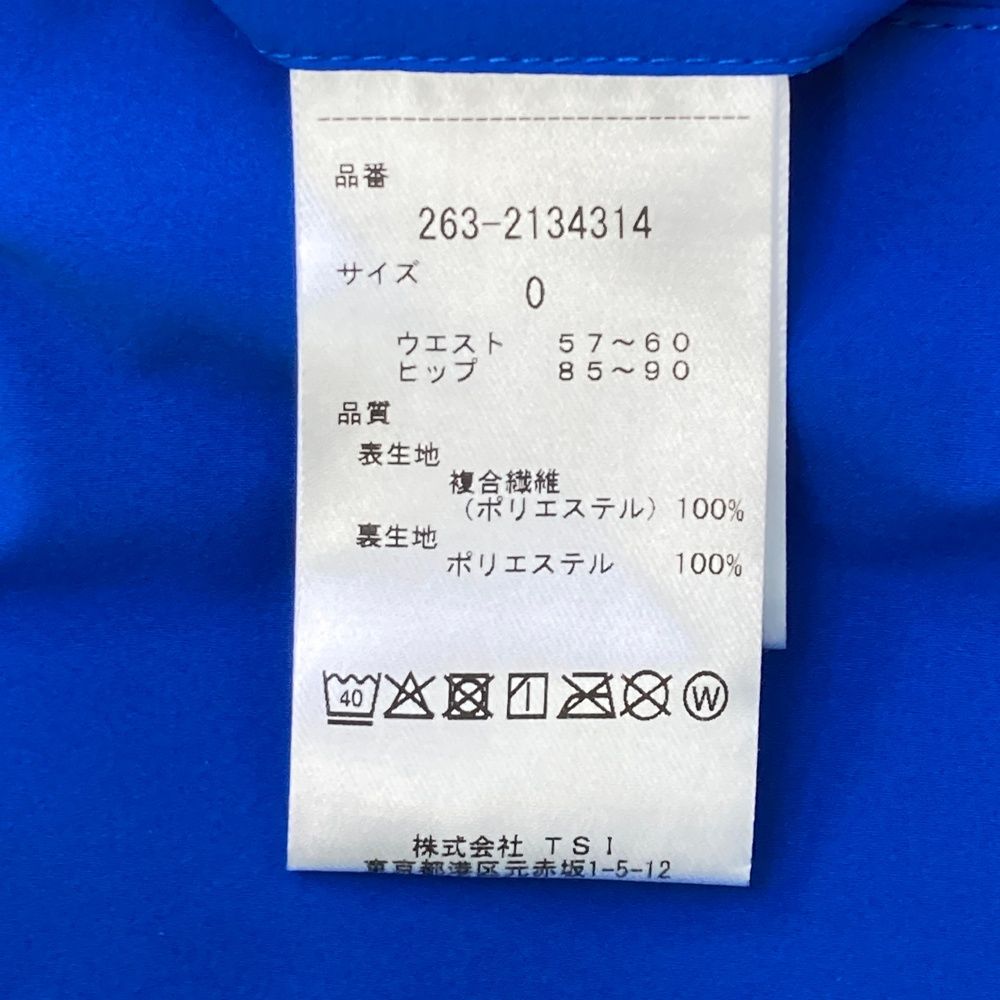 品番
263-2134314
サイズ
0
ウエスト 57～60
ヒップ 85～90
品質
表生地
複合繊維
（ポリエステル） 100%
裏生地
ポリエステル 100%
40
W
株式会社 TSI
東京都港区元赤坂1-5-12